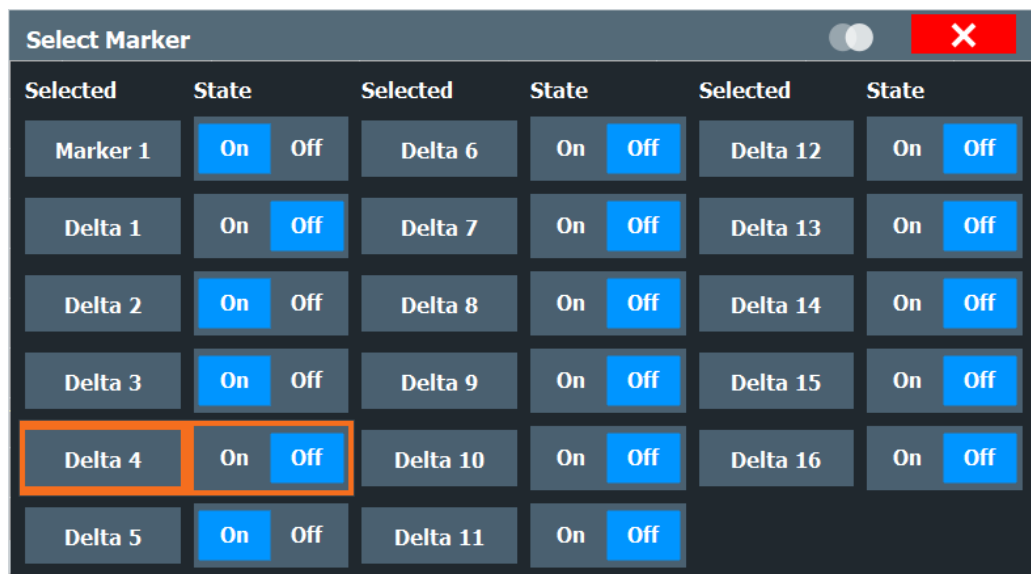 Select Marker
Selected State Selected State Selected State
Marker 1 On Off Delta 6 On Off Delta 12 On Off
Delta 1 On Off Delta 7 On Off Delta 13 On Off
Delta 2 On Off Delta 8 On Off Delta 14 On Off
Delta 3 On Off Delta 9 On Off Delta 15 On Off
Delta 4 On Off Delta 10 On Off Delta 16 On Off
Delta 5 On Off Delta 11 On Off